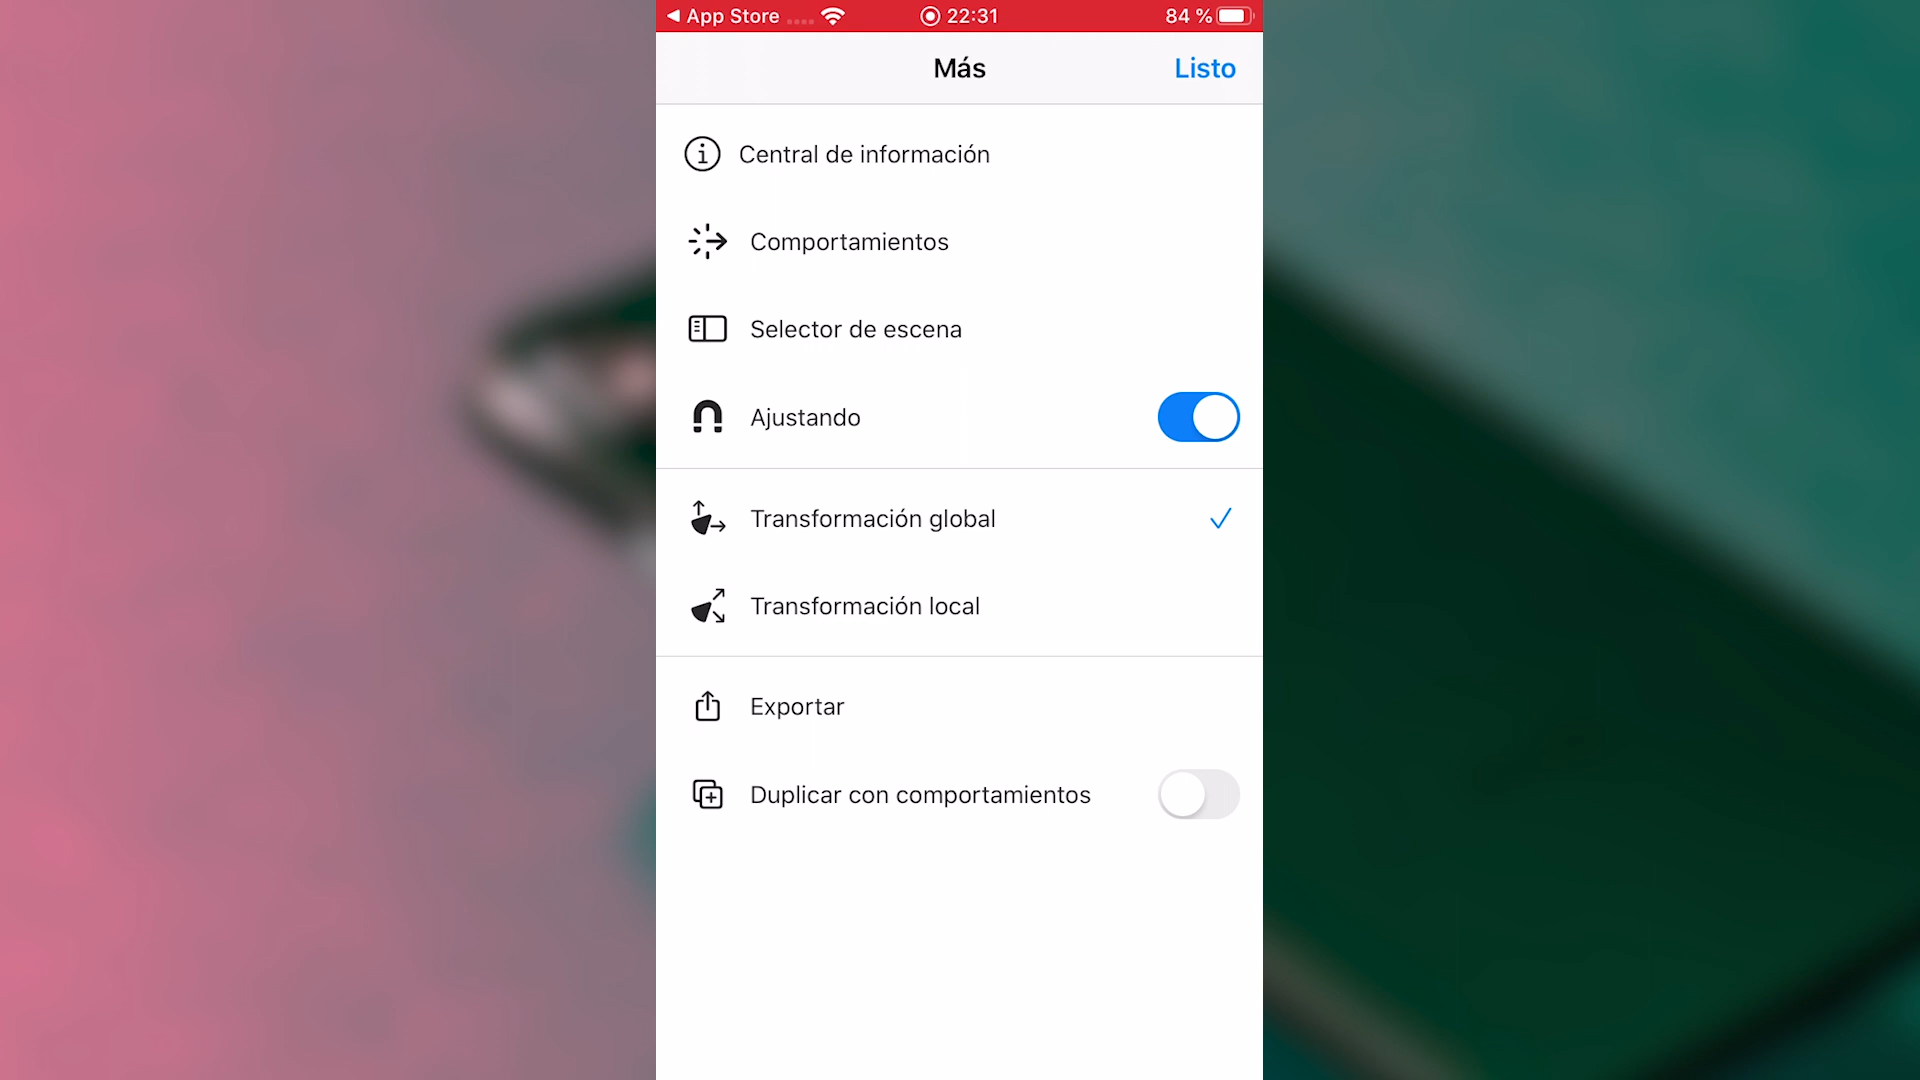 App Store
22:31
84 %
Más
Listo
Central de información
Comportamientos
Selector de escena
Ajustando
Transformación global
Transformación local
Exportar
Duplicar con comportamientos